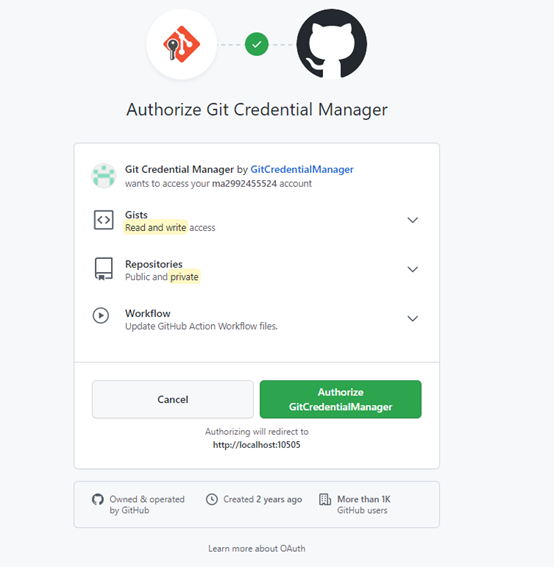 Authorize Git Credential Manager
Git Credential Manager by GitCredentialManager
wants to access your ma2992455524 account
Gists
Read and write access
Repositories
Public and private
Workflow
Update GitHub Action Workflow files.
Cancel
Authorize
GitCredentialManager
Authorizing will redirect to
http://localhost:10505
Owned & operated
by GitHub
Created 2 years ago
More than 1K
GitHub users
Learn more about OAuth